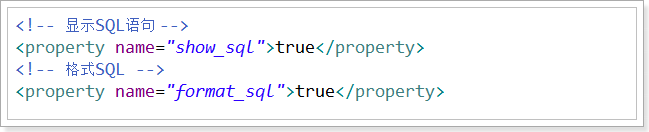 <!-- 显示SQL语句 -->
<property name="show_sql">true</property>
<!-- 格式SQL -->
<property name="format_sql">true</property>